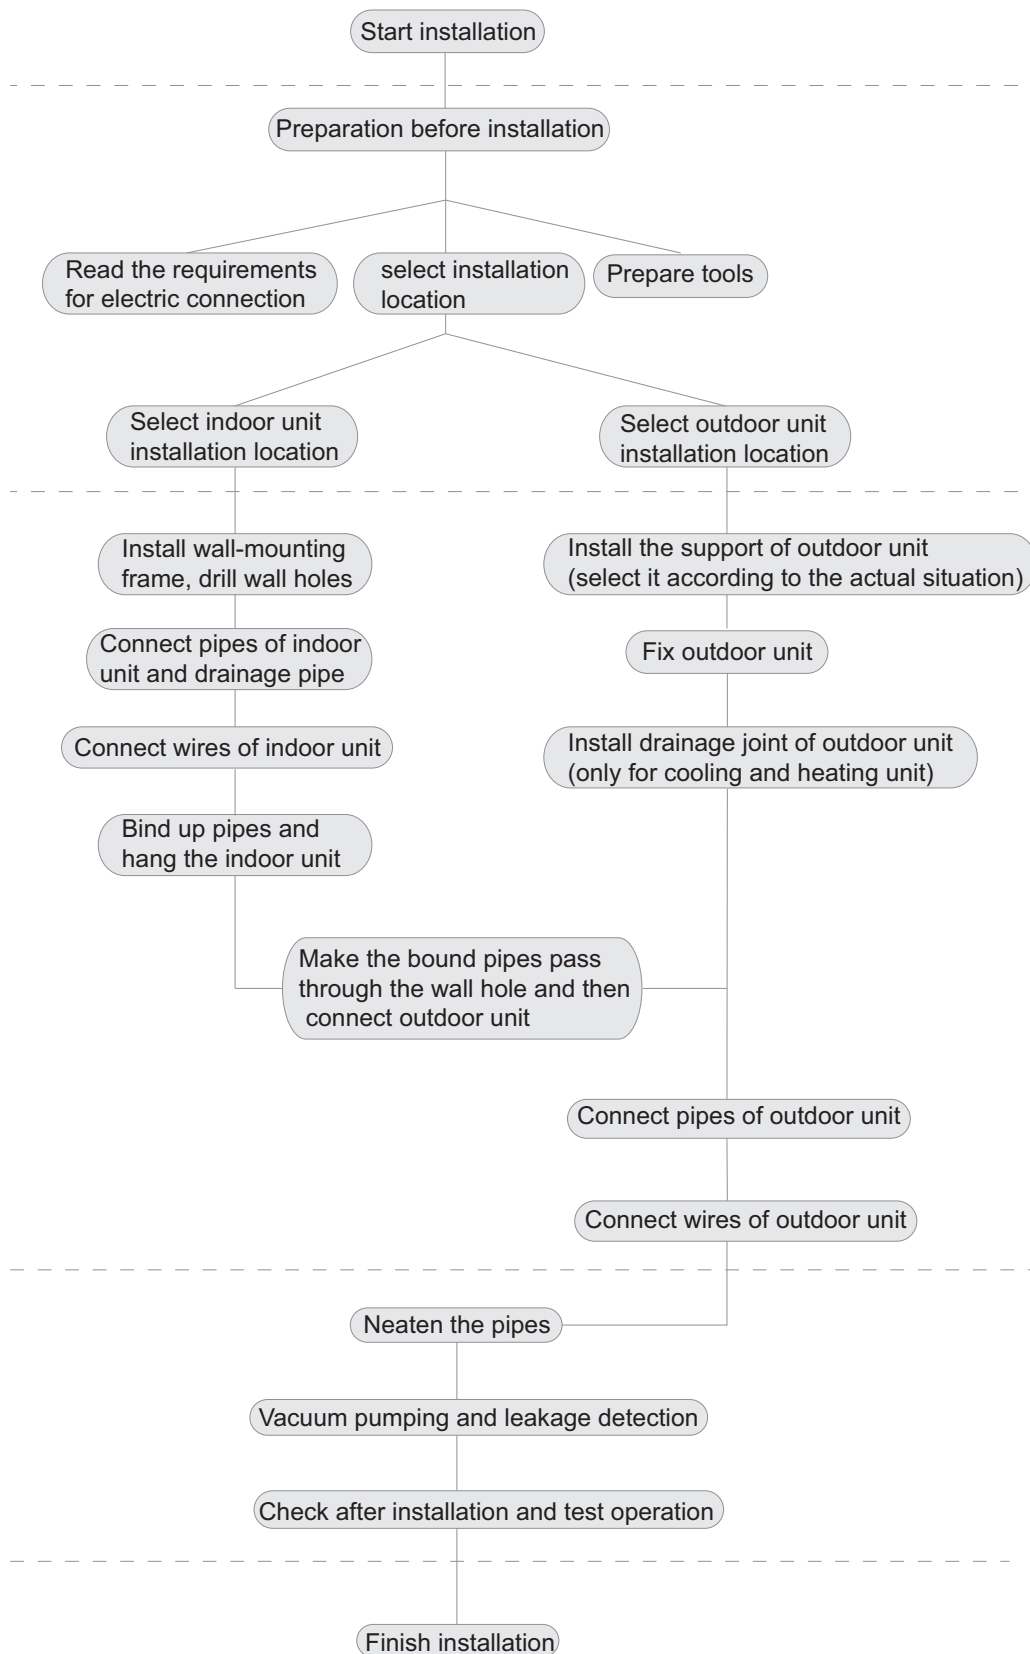 Start installation
Preparation before installation
Read the requirements
for electric connection
select installation
location
Prepare tools
Select indoor unit
installation location
Select outdoor unit
installation location
Install wall-mounting
frame, drill wall holes
Install the support of outdoor unit
(select it according to the actual situation)
Connect pipes of indoor
unit and drainage pipe
Fix outdoor unit
Connect wires of indoor unit
Install drainage joint of outdoor unit
(only for cooling and heating unit)
Bind up pipes and
hang the indoor unit
Make the bound pipes pass
through the wall hole and then
connect outdoor unit
Connect pipes of outdoor unit
Connect wires of outdoor unit
Neaten the pipes
Vacuum pumping and leakage detection
Check after installation and test operation
Finish installation